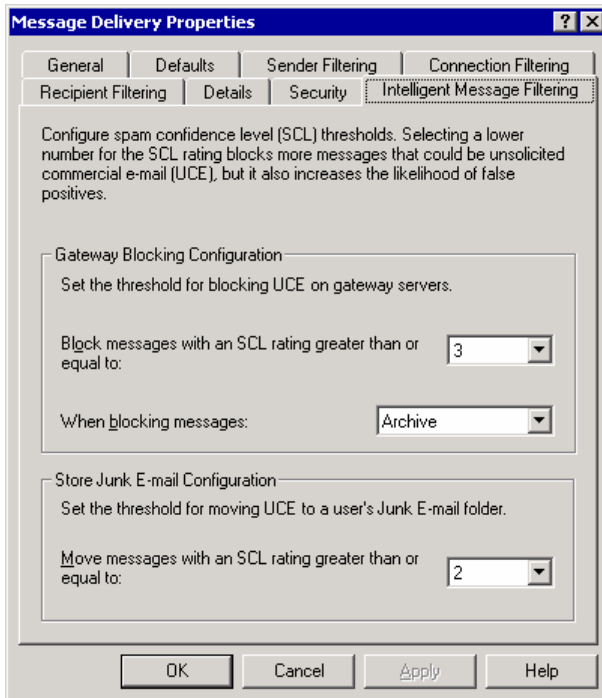 Message Delivery Properties
General Defaults Sender Filtering Connection Filtering
Recipient Filtering Details Security Intelligent Message Filtering
Configure spam confidence level (SCL) thresholds. Selecting a lower
number for the SCL rating blocks more messages that could be unsolicited
commercial e-mail (UCE), but it also increases the likelihood of false
positives.
Gateway Blocking Configuration
Set the threshold for blocking UCE on gateway servers.
Block messages with an SCL rating greater than or
equal to:
3
When blocking messages:
Archive
Store Junk E-mail Configuration
Set the threshold for moving UCE to a user's Junk E-mail folder.
Move messages with an SCL rating greater than or
equal to:
2
OK Cancel Apply Help